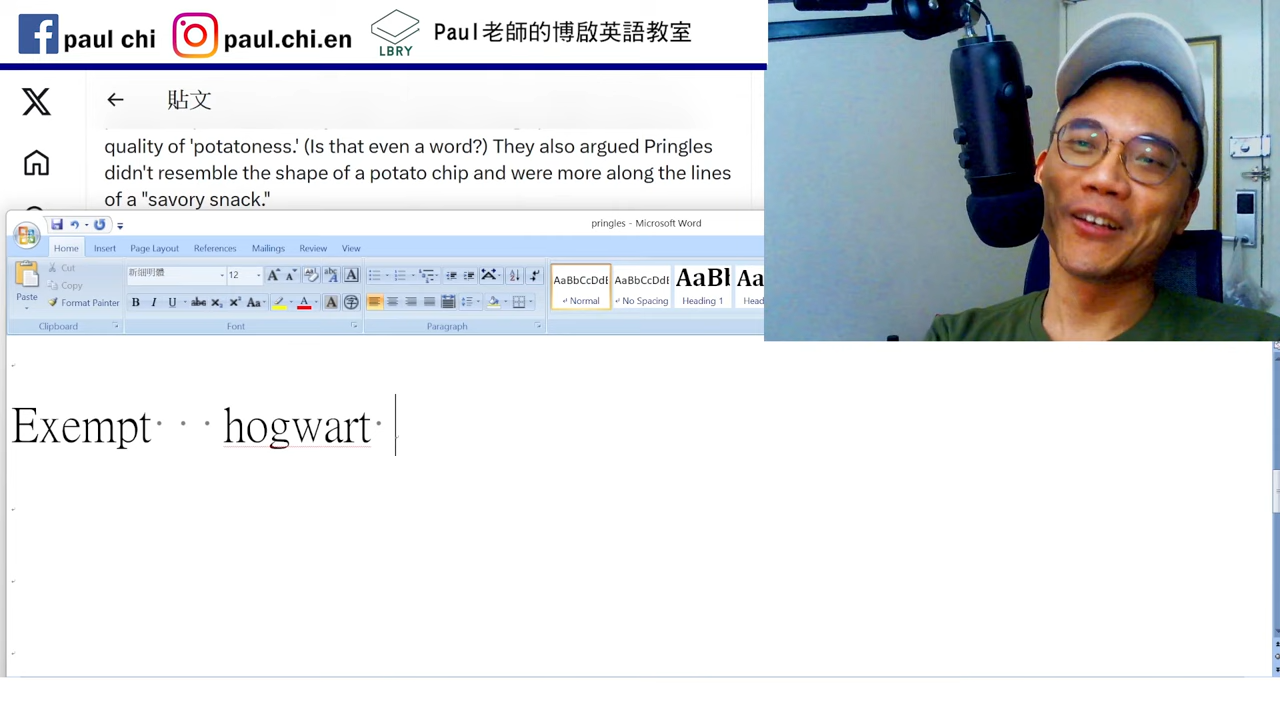 paul chi
paul.chi.en
LBRY
Paul老師的博啟英語教室
貼文
quality of 'potatoness.' (Is that even a word?) They also argued Pringles
didn't resemble the shape of a potato chip and were more along the lines
of a "savory snack."
pringles - Microsoft Word
Home Insert Page Layout References Mailings Review View
Paste
Cut
Copy
Format Painter
Clipboard
新細明體 12
Font
Paragraph
AaBbCcDdE AaBbCcDdE AaBl Aa
Normal No Spacing Heading 1 Head
Exempt hogwart